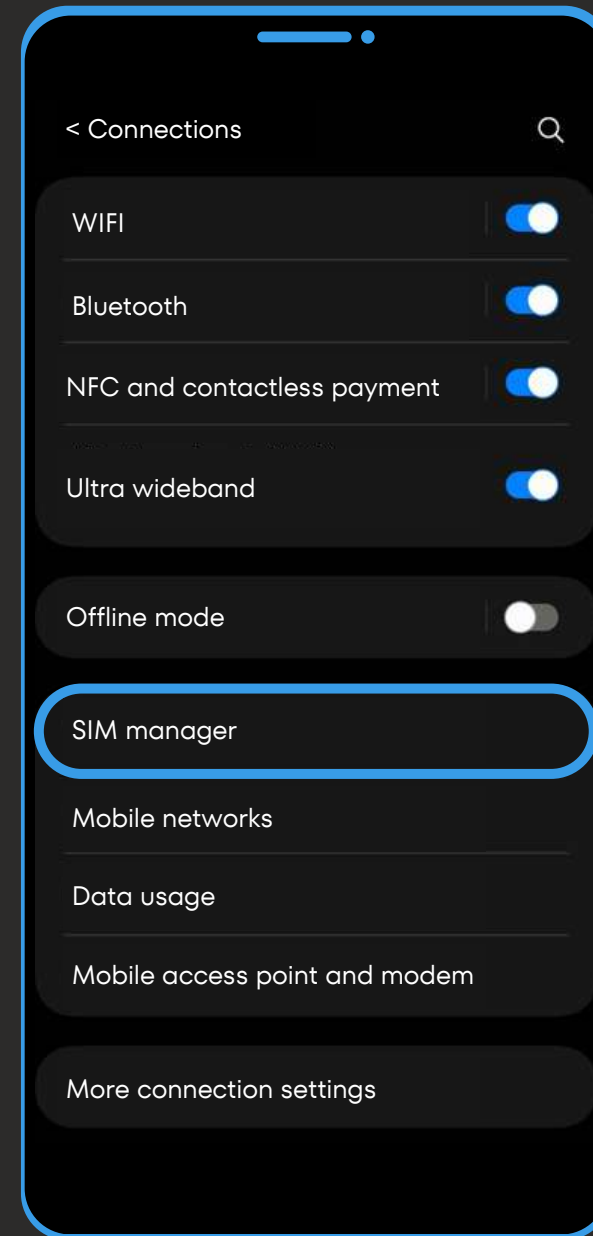 < Connections
WIFI
Bluetooth
NFC and contactless payment
Ultra wideband
Offline mode
SIM manager
Mobile networks
Data usage
Mobile access point and modem
More connection settings